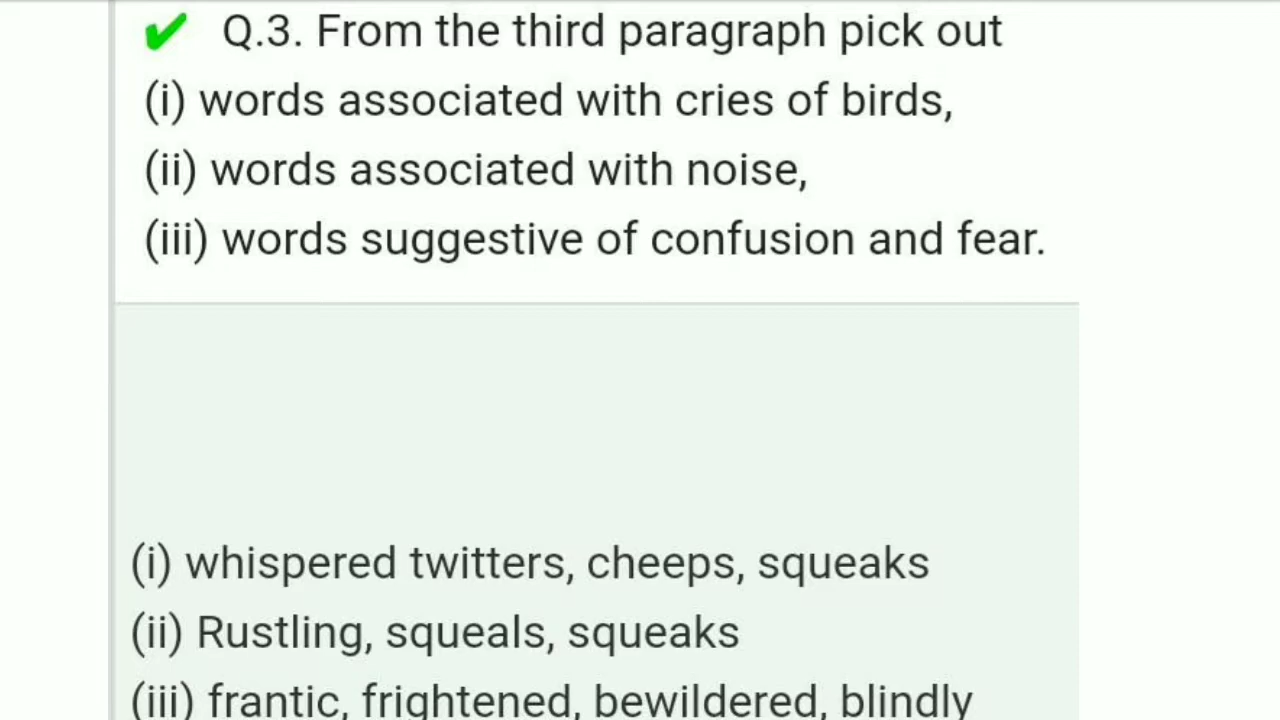 ✔ Q.3. From the third paragraph pick out
(i) words associated with cries of birds,
(ii) words associated with noise,
(iii) words suggestive of confusion and fear.
(i) whispered twitters, cheeps, squeaks
(ii) Rustling, squeals, squeaks
(iii) frantic, frightened, bewildered, blindly